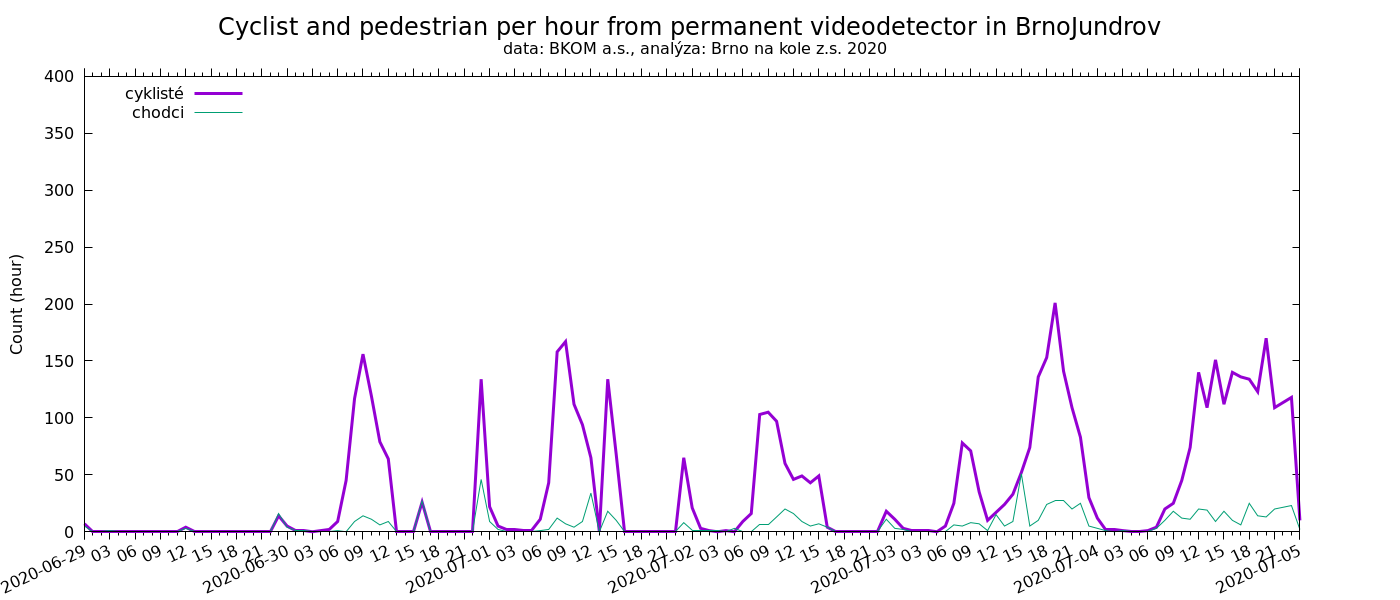 Cyclist and pedestrian per hour from permanent videodetector in BrnoJundrov
data: BKOM a.s., analýza: Brno na kole z.s. 2020
400
350
300
250
200
150
100
50
0
Count (hour)
cyklisté
chodci
2020-06-29 03 06 09 12 15 18 21 2020-06-30 03 06 09 12 15 18 21 2020-07-01 03 06 09 12 15 18 21 2020-07-02 03 06 09 12 15 18 21 2020-07-03 03 06 09 12 15 18 21 2020-07-04 03 06 09 12 15 18 21 2020-07-05